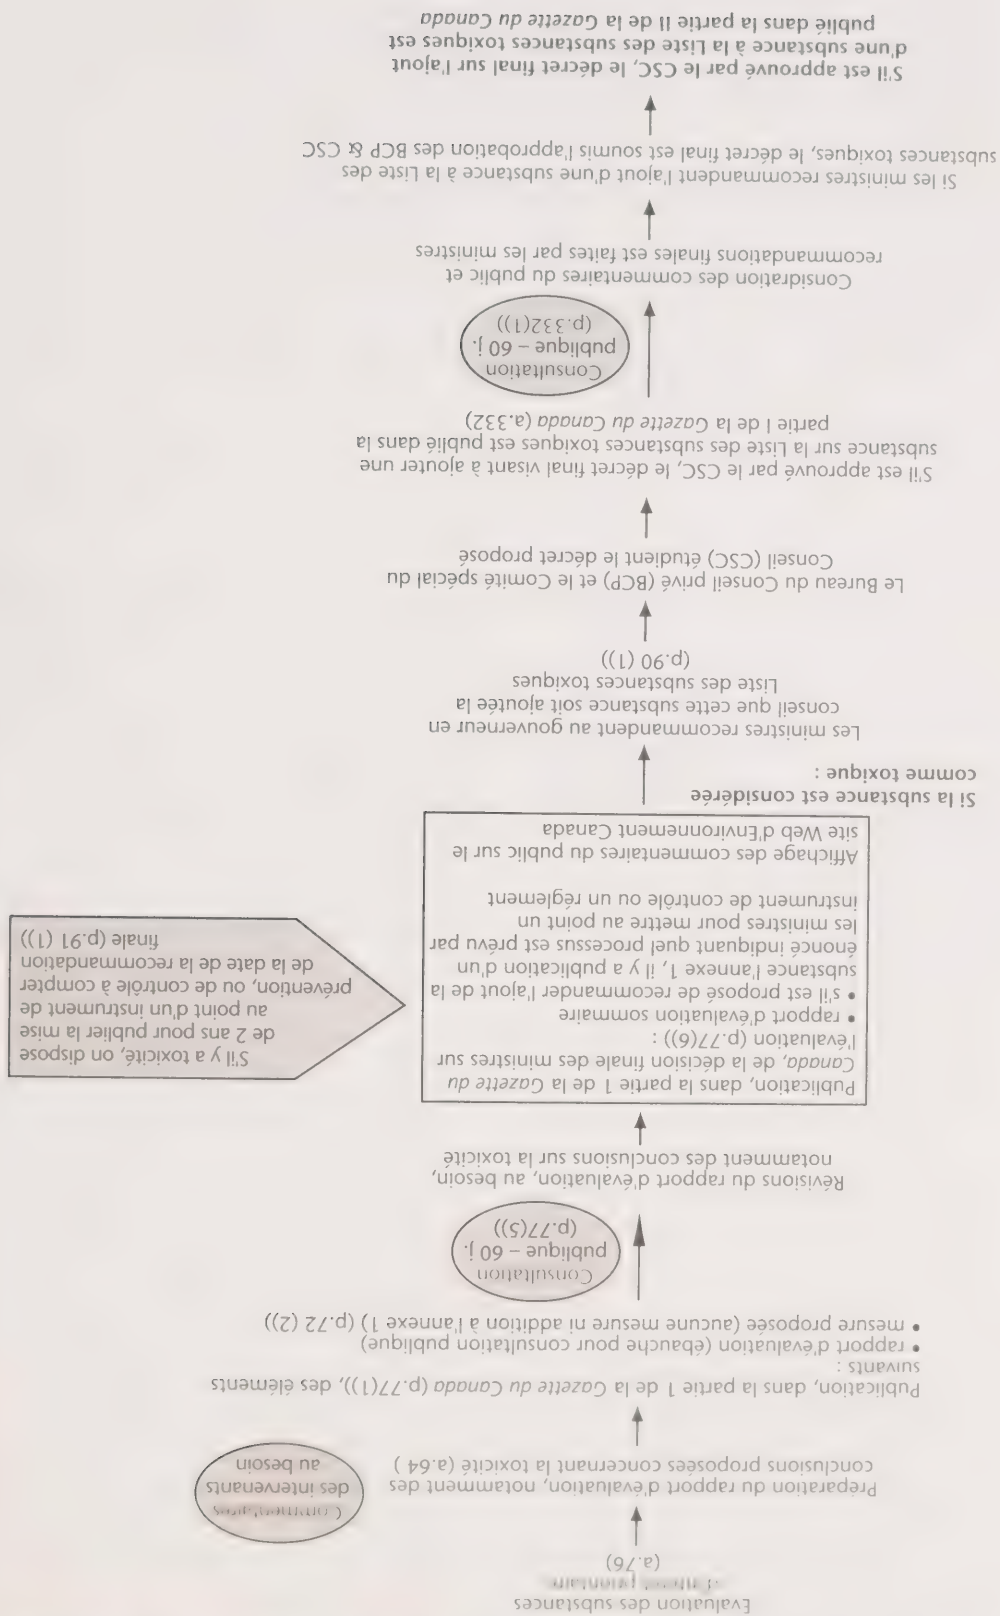 Evaluation des substances
d'intérêt prioritaire
(a.76)
Commentaires
des intervenants
au besoin
Préparation du rapport d'évaluation, notamment des
conclusions proposées concernant la toxicité (a.64 )
Publication, dans la partie 1 de la Gazette du Canada (p.77(1)), des éléments
suivants :
• rapport d'évaluation (ébauche pour consultation publique)
• mesure proposée (aucune mesure ni addition à l'annexe 1) (p.72 (2))
Consultation
publique – 60 j.
(p.77(5))
Révisions du rapport d'évaluation, au besoin,
notamment des conclusions sur la toxicité
Publication, dans la partie 1 de la Gazette du
Canada, de la décision finale des ministres sur
l'évaluation (p.77(6)) :
• rapport d'évaluation sommaire
• s'il est proposé de recommander l'ajout de la
substance l'annexe 1, il y a publication d'un
énoncé indiquant quel processus est prévu par
les ministres pour mettre au point un
instrument de contrôle ou un réglement
Affichage des commentaires du public sur le
site Web d'Environnement Canada
S'il y a toxicité, on dispose
de 2 ans pour publier la mise
au point d'un instrument de
prévention, ou de contrôle à compter
de la date de la recommandation
finale (p.91 (1))
Si la substance est considérée
comme toxique :
Les ministres recommandent au gouverneur en
conseil que cette substance soit ajoutée la
Liste des substances toxiques
(p.90 (1))
Le Bureau du Conseil privé (BCP) et le Comité spécial du
Conseil (CSC) étudient le décret proposé
S'il est approuvé par le CSC, le décret final visant à ajouter une
substance sur la Liste des substances toxiques est publié dans la
partie I de la Gazette du Canada (a.332)
Consultation
publique – 60 j.
(p.332(1))
Considration des commentaires du public et
recommandations finales est faites par les ministres
Si les ministres recommandent l'ajout d'une substance à la Liste des
substances toxiques, le décret final est soumis l'approbation des BCP & CSC
S'il est approuvé par le CSC, le décret final sur l'ajout
d'une substance à la Liste des substances toxiques est
publié dans la partie II de la Gazette du Canada